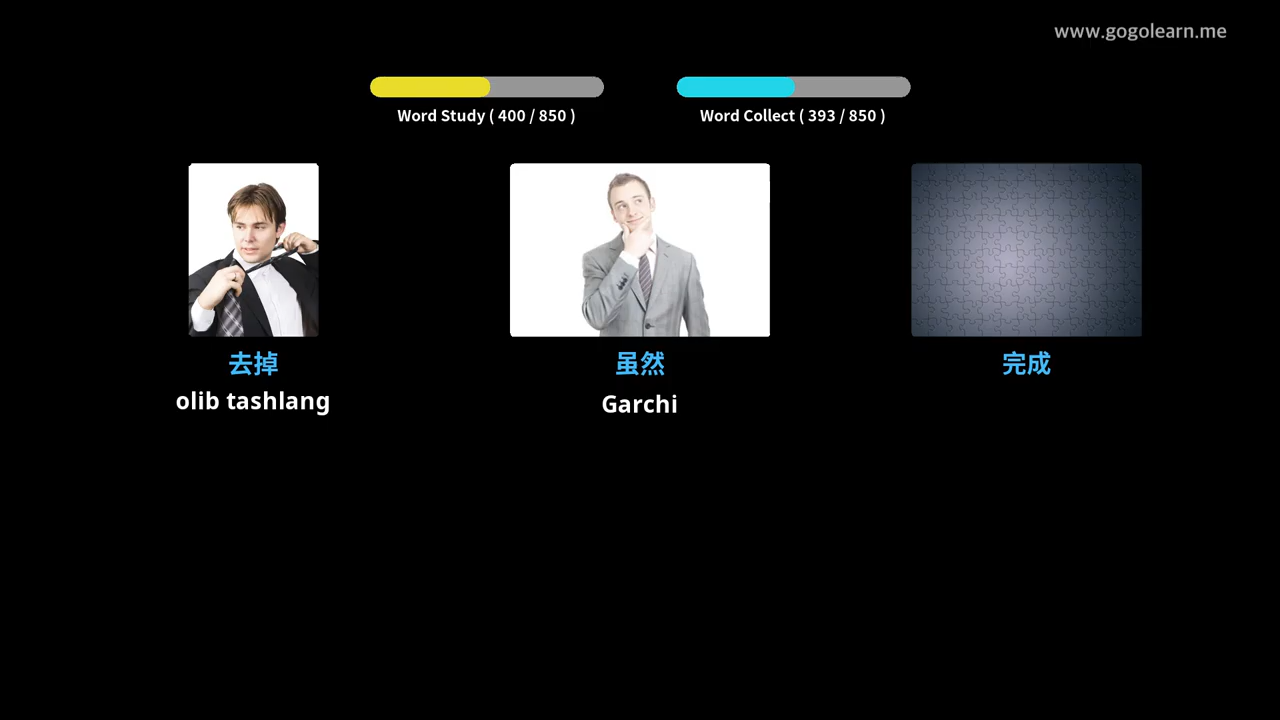 www.gogolearn.me
Word Study ( 400 / 850 )
Word Collect ( 393 / 850 )
去掉
虽然
完成
olib tashlang
Garchi